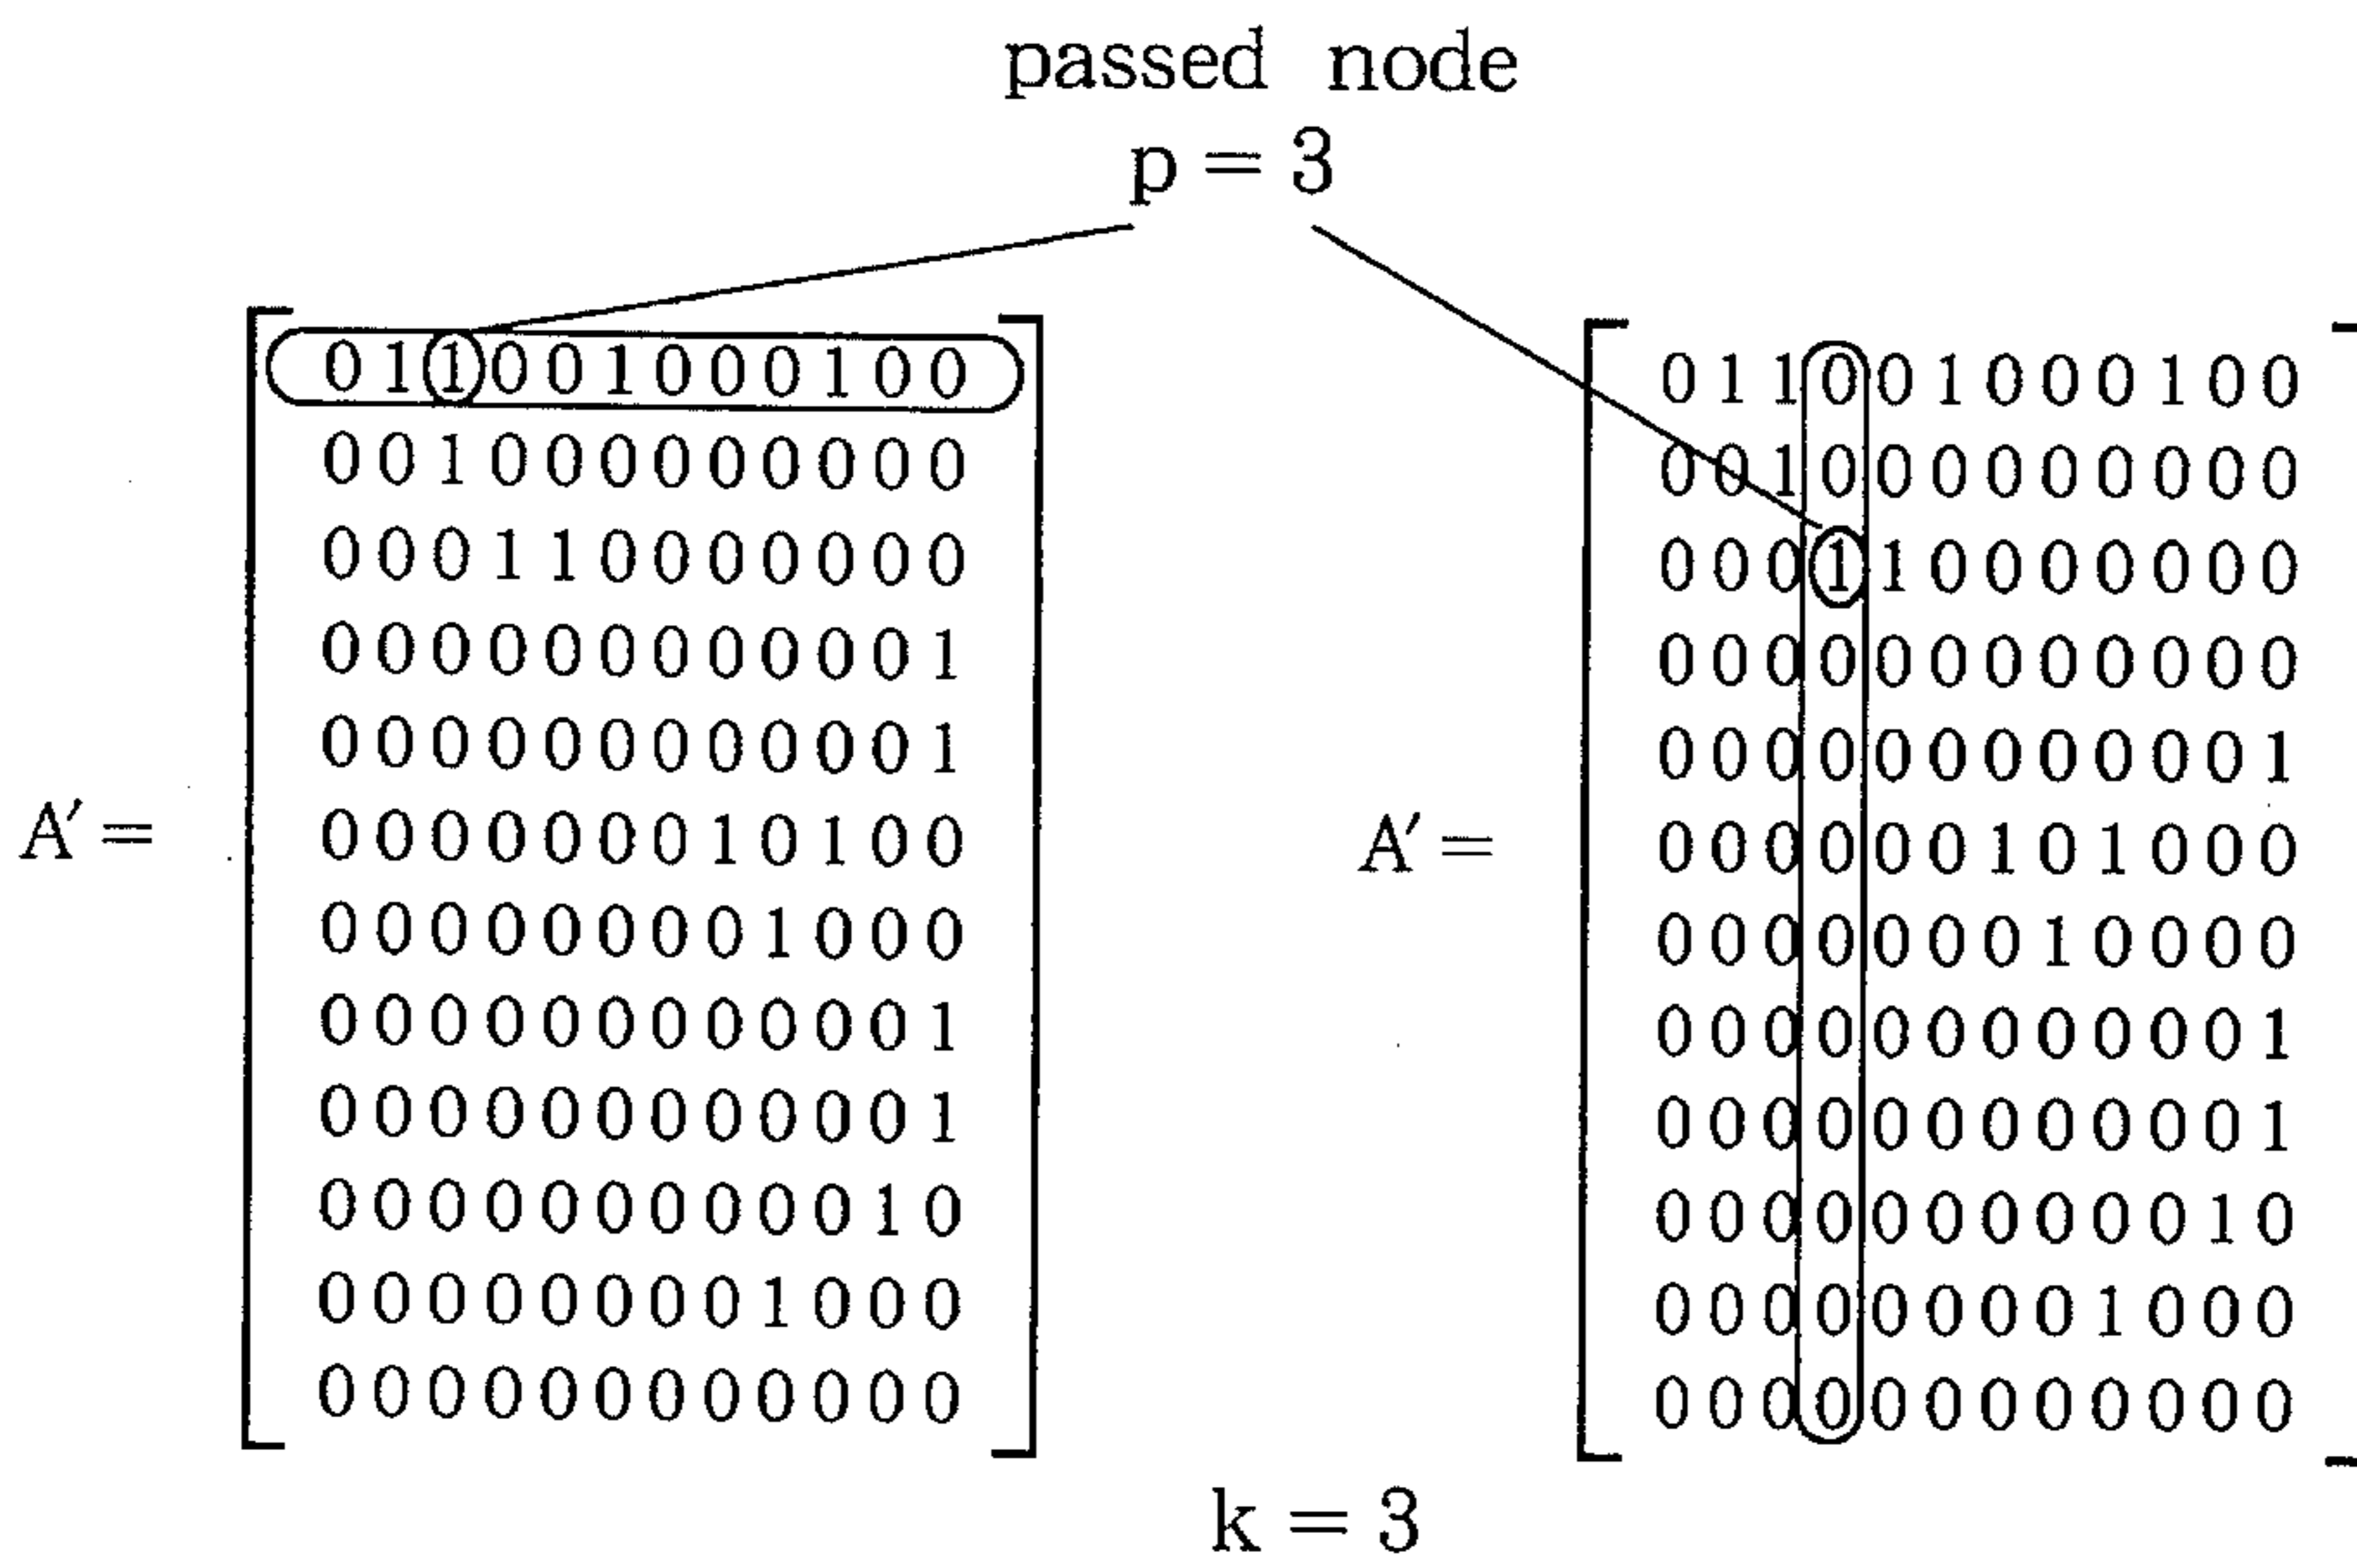 passed node
p = 3
0 1 1 0 0 1 0 0 0 1 0 0
0 0 1 0 0 0 0 0 0 0 0 0
0 0 0 1 1 0 0 0 0 0 0 0
0 0 0 0 0 0 0 0 0 0 0 1
0 0 0 0 0 0 0 0 0 0 0 1
A′ = 0 0 0 0 0 0 0 1 0 1 0 0
0 0 0 0 0 0 0 0 1 0 0 0
0 0 0 0 0 0 0 0 0 0 0 1
0 0 0 0 0 0 0 0 0 0 0 1
0 0 0 0 0 0 0 0 0 0 1 0
0 0 0 0 0 0 0 0 1 0 0 0
0 0 0 0 0 0 0 0 0 0 0 0
0 1 1 0 0 1 0 0 0 1 0 0
0 0 1 0 0 0 0 0 0 0 0 0
0 0 0 1 1 0 0 0 0 0 0 0
0 0 0 0 0 0 0 0 0 0 0 0
0 0 0 0 0 0 0 0 0 0 0 1
A′ = 0 0 0 0 0 0 1 0 1 0 0 0
0 0 0 0 0 0 0 1 0 0 0 0
0 0 0 0 0 0 0 0 0 0 0 1
0 0 0 0 0 0 0 0 0 0 0 1
0 0 0 0 0 0 0 0 0 0 1 0
0 0 0 0 0 0 0 0 1 0 0 0
0 0 0 0 0 0 0 0 0 0 0 0
k = 3